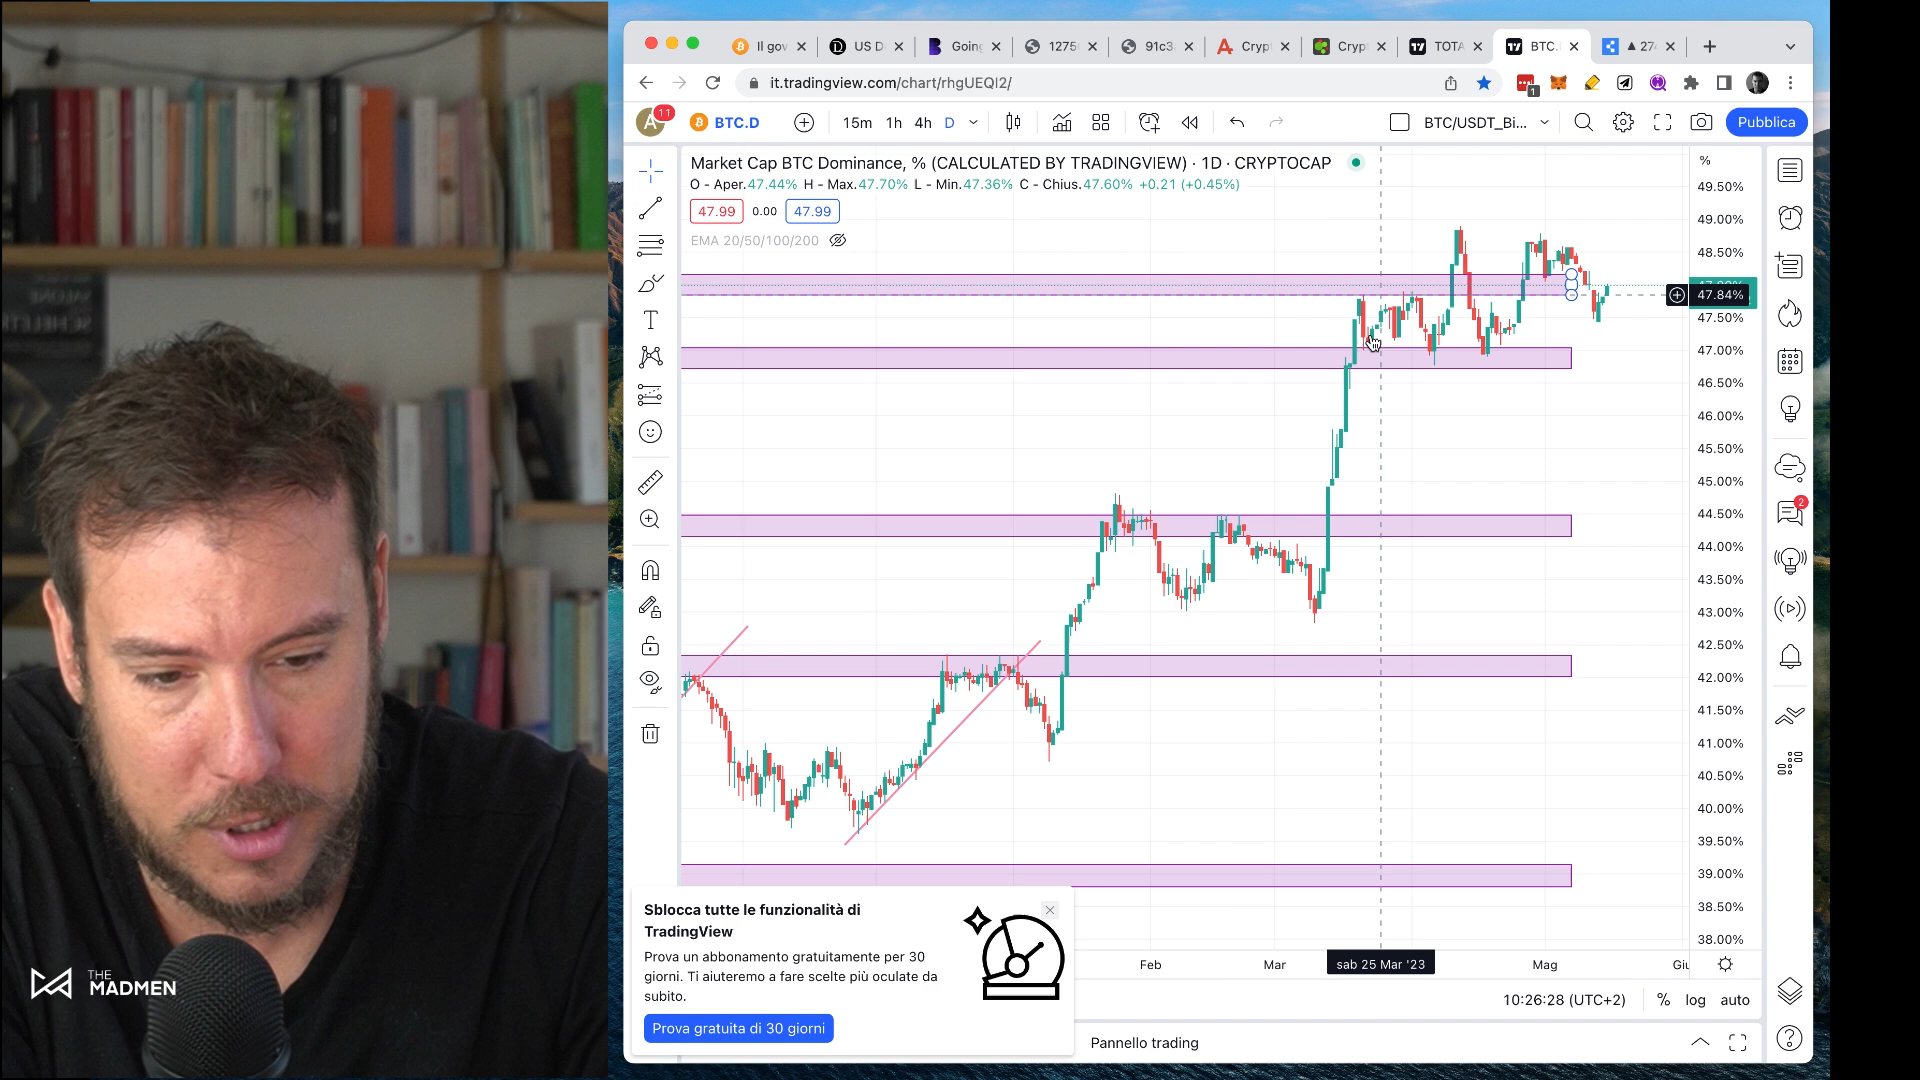 Il gov
US D
Going
1275
91c3
Crypt
Crypt
TOTA
BTC.
▲ 27
it.tradingview.com/chart/rhgUEQI2/
1
A
11
BTC.D
15m 1h 4h D
BTC/USDT_Bi...
Pubblica
Market Cap BTC Dominance, % (CALCULATED BY TRADINGVIEW) · 1D · CRYPTOCAP
O - Aper.47.44% H - Max.47.70% L - Min.47.36% C - Chius.47.60% +0.21 (+0.45%)
47.99 0.00 47.99
EMA 20/50/100/200
%
49.50%
49.00%
48.50%
47.84%
47.50%
47.00%
46.50%
46.00%
45.50%
45.00%
44.50%
44.00%
43.50%
43.00%
42.50%
42.00%
41.50%
41.00%
40.50%
40.00%
39.50%
39.00%
38.50%
38.00%
2
Feb
Mar
sab 25 Mar '23
Mag
Giu
10:26:28 (UTC+2)
% log auto
Sblocca tutte le funzionalità di
TradingView
Prova un abbonamento gratuitamente per 30
giorni. Ti aiuteremo a fare scelte più oculate da
subito.
Prova gratuita di 30 giorni
Pannello trading
THE
MADMEN